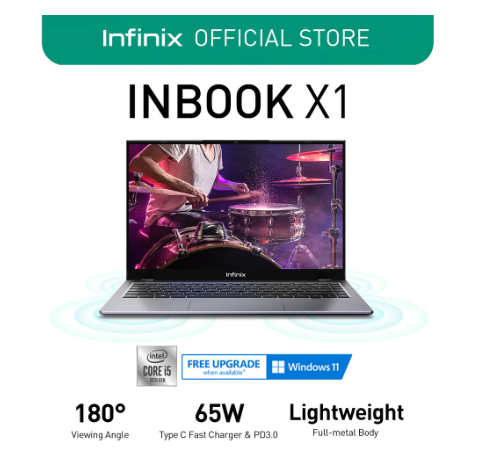 Infinix OFFICIAL STORE
INBOOK X1
Infinix
intel
CORE i5
10TH GEN
FREE UPGRADE
when available*
Windows 11
180°
Viewing Angle
65W
Type C Fast Charger & PD3.0
Lightweight
Full-metal Body